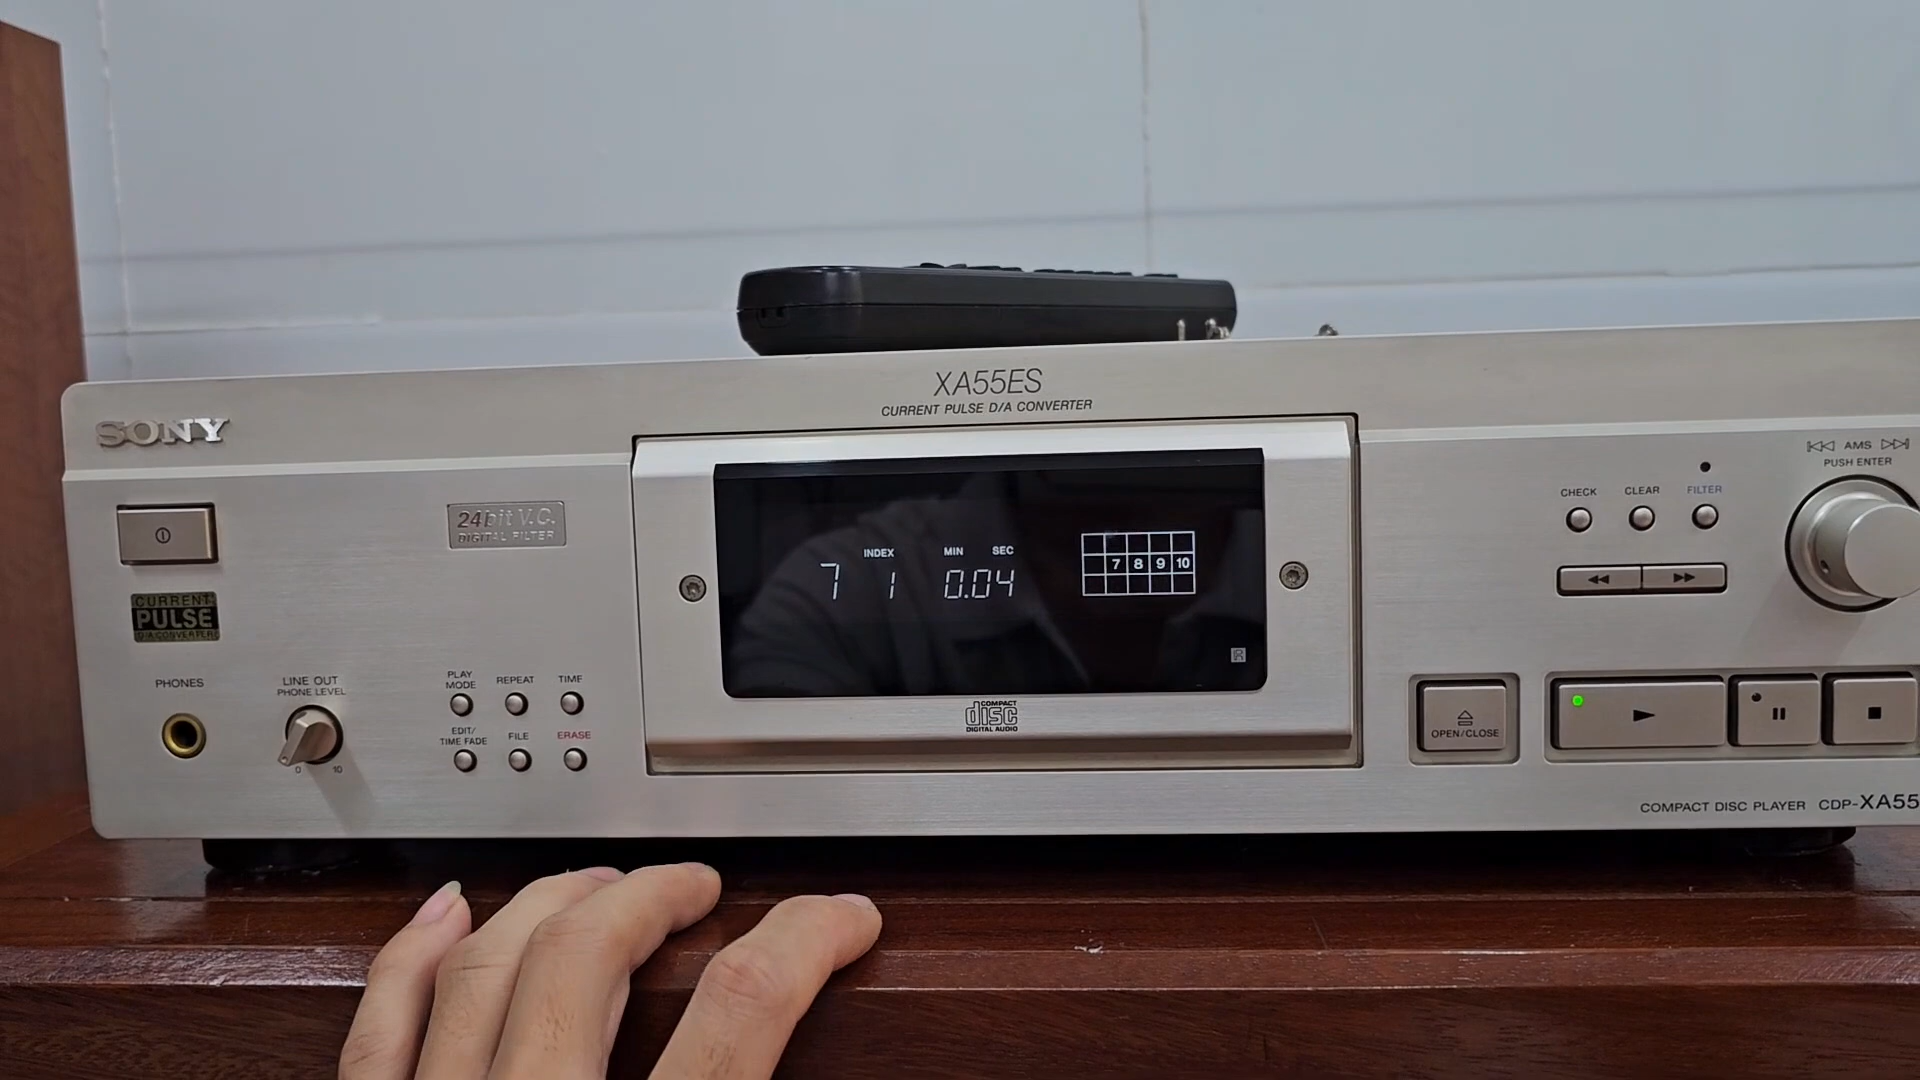 XA55ES
CURRENT PULSE D/A CONVERTER
SONY
24bit V.C.
DIGITAL FILTER
CURRENT
PULSE
D/A CONVERTER
PHONES
LINE OUT
PHONE LEVEL
0 10
PLAY MODE
REPEAT
TIME
EDIT/
TIME FADE
FILE
ERASE
INDEX MIN SEC
7 1 0.04
7 8 9 10
COMPACT
disc
DIGITAL AUDIO
CHECK
CLEAR
FILTER
AMS
PUSH ENTER
OPEN/CLOSE
COMPACT DISC PLAYER CDP-XA55